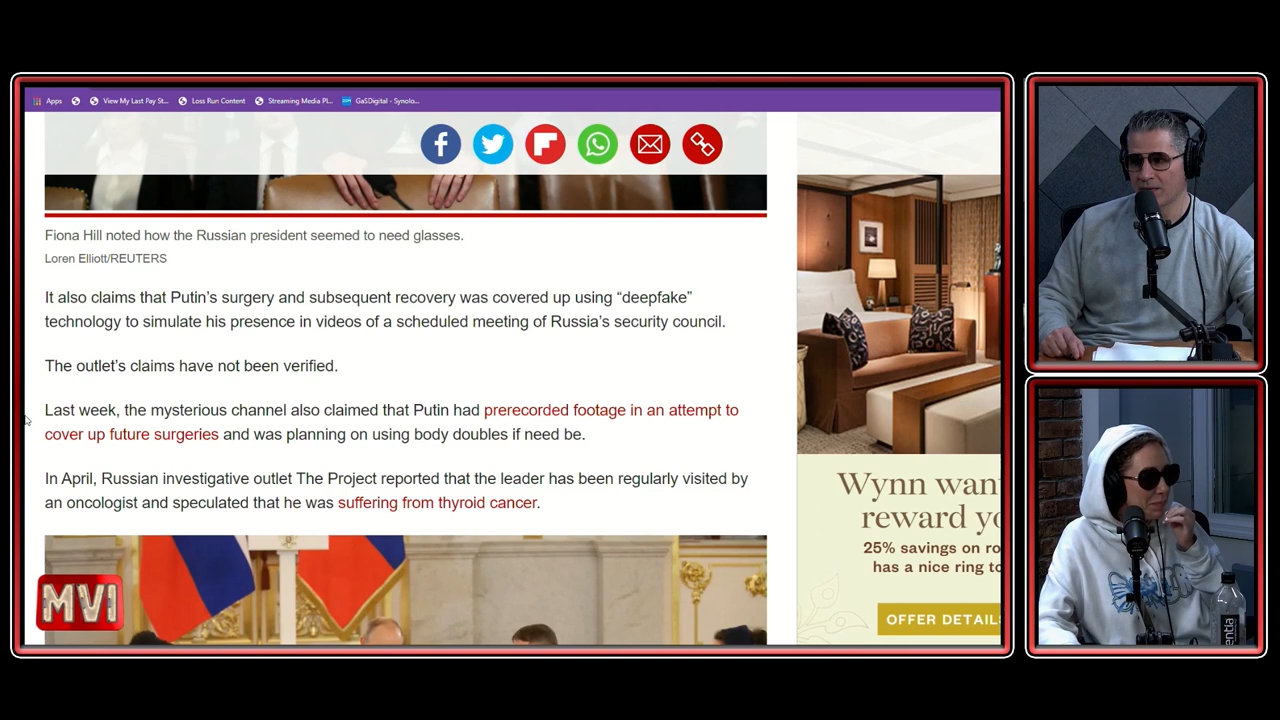 Apps
View My Last Pay St...
Loss Run Content
Streaming Media Pl...
GaSDigital - Synolo...
Fiona Hill noted how the Russian president seemed to need glasses.
Loren Elliott/REUTERS
It also claims that Putin’s surgery and subsequent recovery was covered up using “deepfake”
technology to simulate his presence in videos of a scheduled meeting of Russia’s security council.
The outlet’s claims have not been verified.
Last week, the mysterious channel also claimed that Putin had prerecorded footage in an attempt to
cover up future surgeries and was planning on using body doubles if need be.
In April, Russian investigative outlet The Project reported that the leader has been regularly visited by
an oncologist and speculated that he was suffering from thyroid cancer.
MVI
Wynn wan
reward yo
25% savings on ro
has a nice ring to
OFFER DETAILS
entia